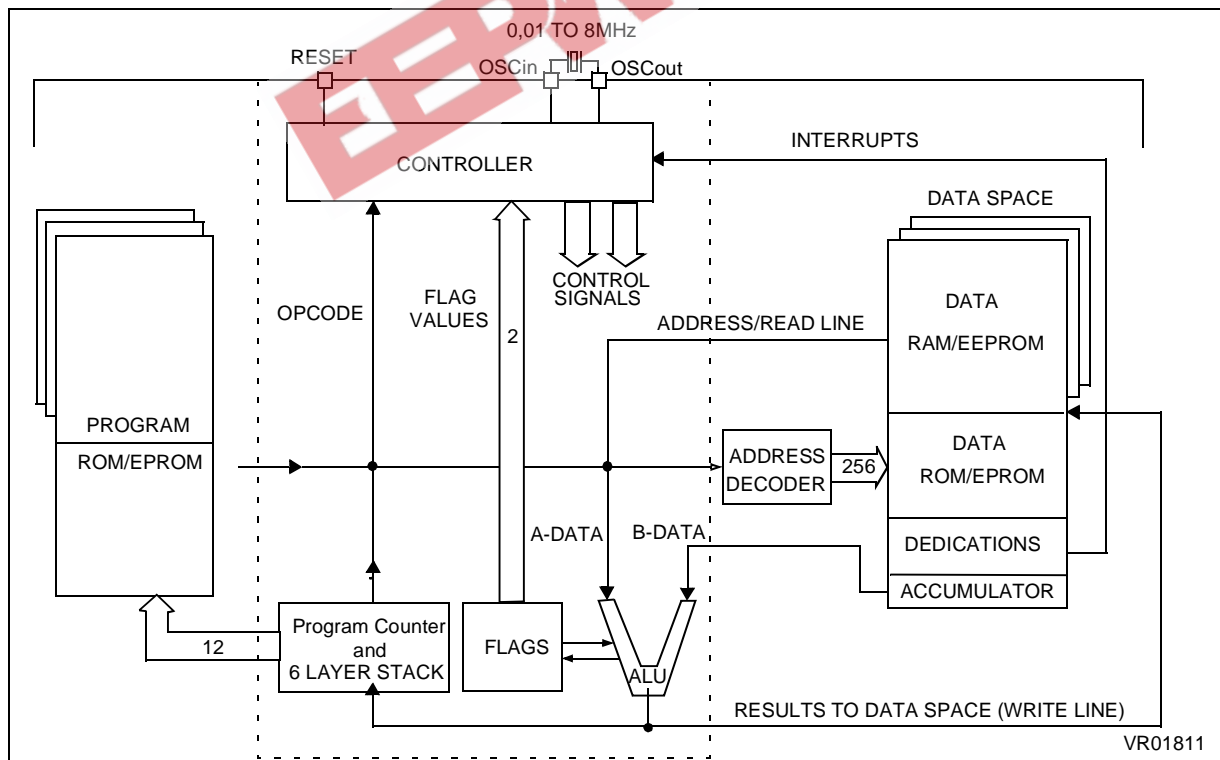 0,01 TO 8MHz
RESET
OSCin
OSCout
INTERRUPTS
CONTROLLER
DATA SPACE
OPCODE
FLAG
VALUES
2
CONTROL
SIGNALS
ADDRESS/READ LINE
DATA
RAM/EEPROM
PROGRAM
ROM/EPROM
ADDRESS
DECODER
256
DATA
ROM/EPROM
A-DATA
B-DATA
DEDICATIONS
ACCUMULATOR
12
Program Counter
and
6 LAYER STACK
FLAGS
ALU
RESULTS TO DATA SPACE (WRITE LINE)
VR01811